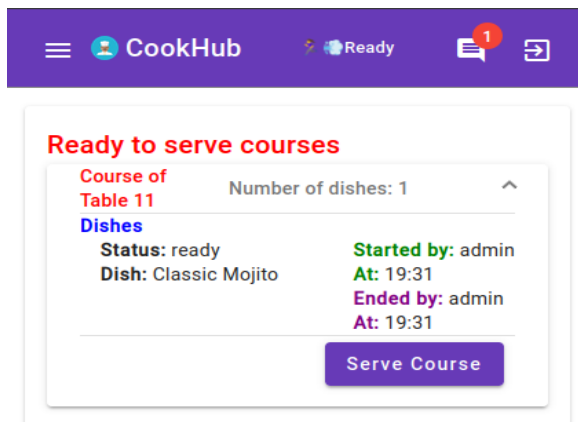 CookHub
Ready
1
Ready to serve courses
Course of
Table 11
Number of dishes: 1
Dishes
Status: ready
Dish: Classic Mojito
Started by: admin
At: 19:31
Ended by: admin
At: 19:31
Serve Course